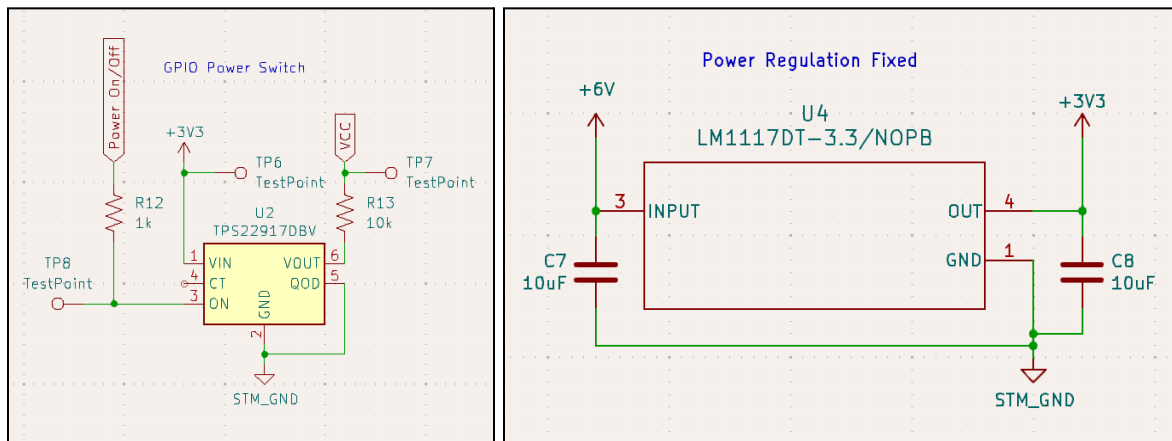 GPIO Power Switch
Power On/Off
+3V3
VCC
TP6
TestPoint
TP7
TestPoint
R12
1k
U2
TPS22917DBV
R13
10k
TP8
TestPoint
1 VIN
VOUT 6
4 CT
QOD 5
3 ON
GND
2
STM_GND
Power Regulation Fixed
+6V
U4
LM1117DT-3.3/NOPB
+3V3
3 INPUT
OUT 4
GND 1
C7
10uF
C8
10uF
STM_GND